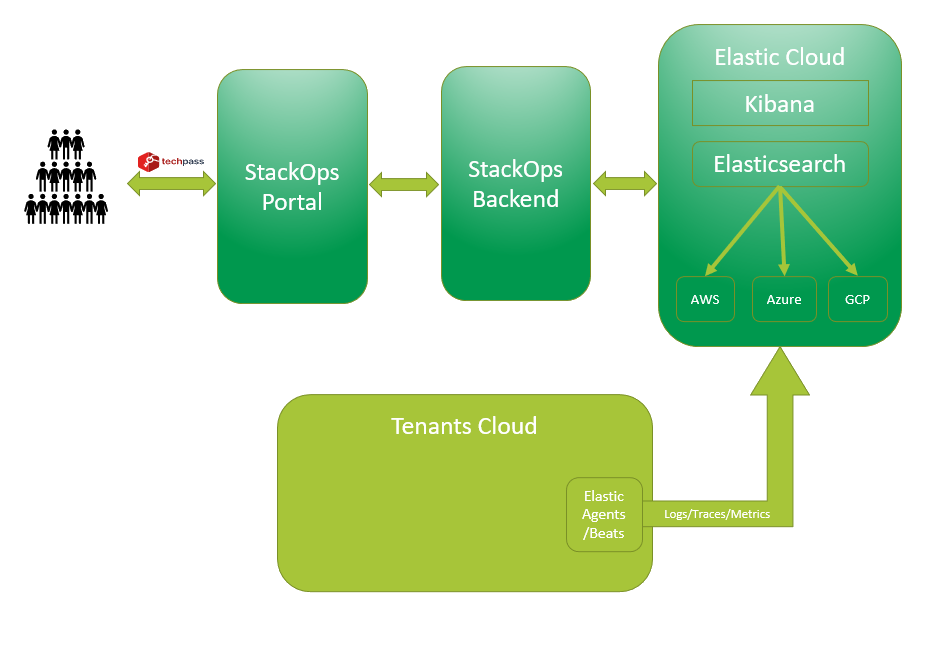 techpass
StackOps
Portal
StackOps
Backend
Elastic Cloud
Kibana
Elasticsearch
AWS
Azure
GCP
Tenants Cloud
Elastic
Agents
/Beats
Logs/Traces/Metrics